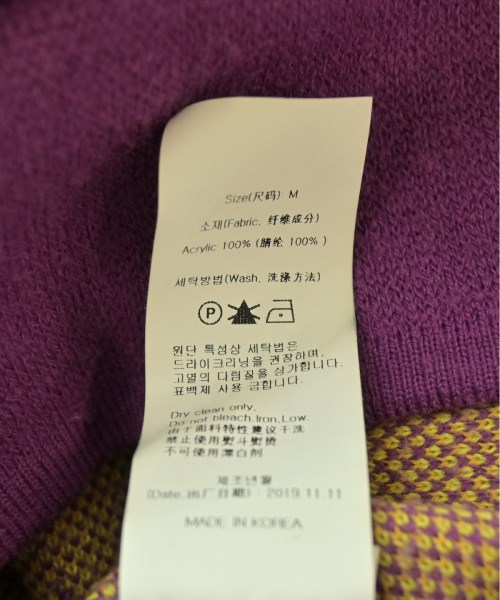 Size(尺码) M
소재(Fabric, 纤维成分)
Acrylic 100% (腈纶 100% )
세탁방법(Wash, 洗涤方法)
P
원단 특성상 세탁법은
드라이크리닝을 권장하며,
고열의 다림질을 삼가합니다.
표백제 사용 금합니다.
Dry clean only,
Do not bleach.Iron,Low.
由于面料特性建议干洗
禁止使用熨斗熨烫
不可使用漂白剂
제조년월
(Date,出厂日期) : 2019.11.11
MADE IN KOREA